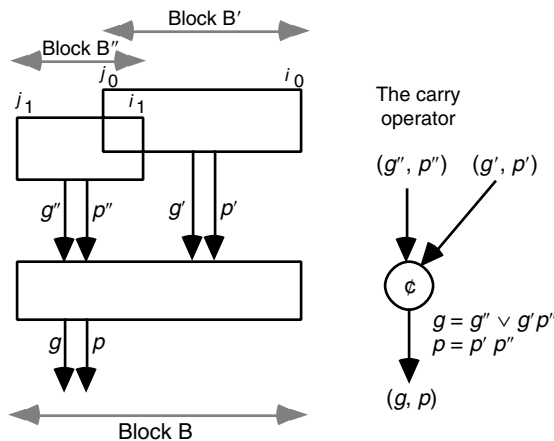 Block B′
Block B″
j0
i0
j1
i1
g″
p″
g′
p′
g
p
Block B
The carry
operator
(g″, p″)
(g′, p′)
¢
g = g″ ∨ g′p″
p = p′ p″
(g, p)